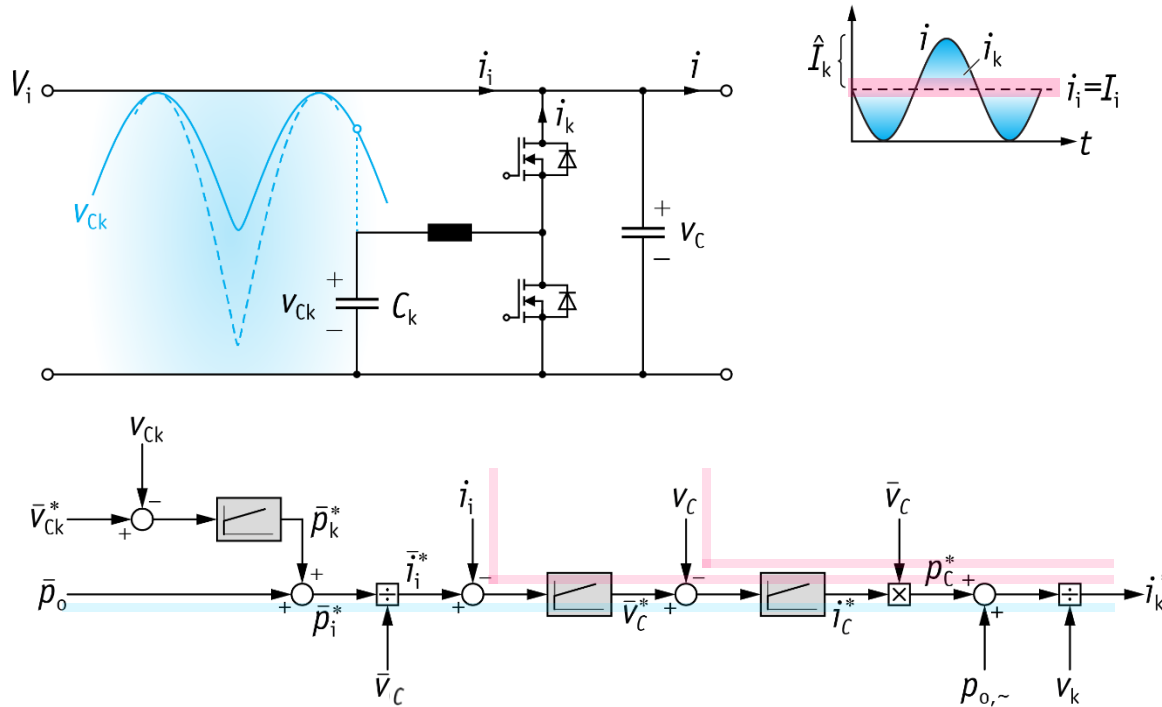 V_i
i_i
i
i_k
v_Ck
+
v_C
−
+
v_Ck
−
C_k
Î_k
i
i_k
i_i=I_i
t
v_Ck
−
v̄*_Ck
+
p̄*_k
+
p̄_o
+
p̄*_i
÷
v̄_C
ī*_i
+
i_i
−
v̄*_C
+
v_C
−
i*_C
v̄_C
×
p*_C
+
+
p_o,~
÷
v_k
i_k